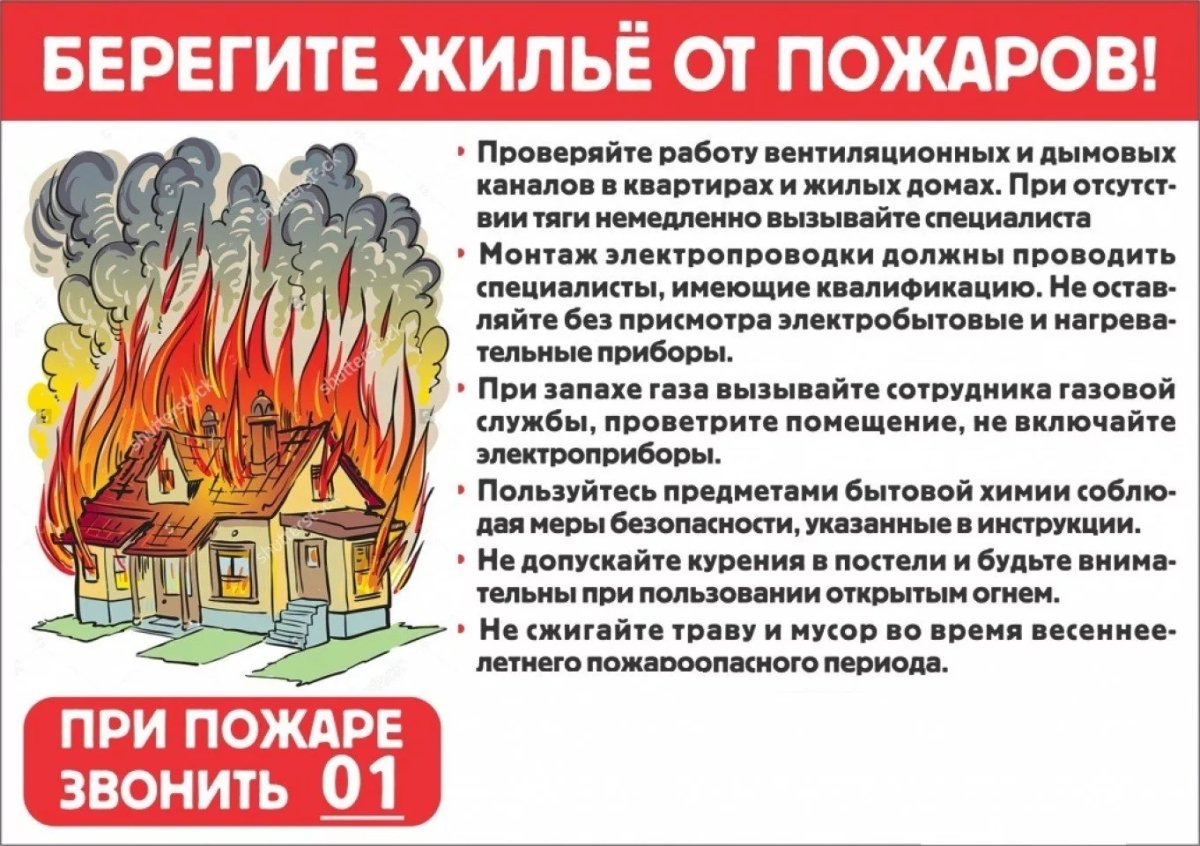 БЕРЕГИТЕ ЖИЛЬЁ ОТ ПОЖАРОВ!
• Проверяйте работу вентиляционных и дымовых
каналов в квартирах и жилых домах. При отсутст-
вии тяги немедленно вызывайте специалиста
• Монтаж электропроводки должны проводить
специалисты, имеющие квалификацию. Не остав-
ляйте без присмотра электробытовые и нагрева-
тельные приборы.
• При запахе газа вызывайте сотрудника газовой
службы, проветрите помещение, не включайте
электроприборы.
• Пользуйтесь предметами бытовой химии соблю-
дая меры безопасности, указанные в инструкции.
• Не допускайте курения в постели и будьте внима-
тельны при пользовании открытым огнем.
• Не сжигайте траву и мусор во время весеннее-
летнего пожароопасного периода.
shutterstock
shutterstock
shutterstock
shutterstock
ПРИ ПОЖАРЕ
ЗВОНИТЬ 01